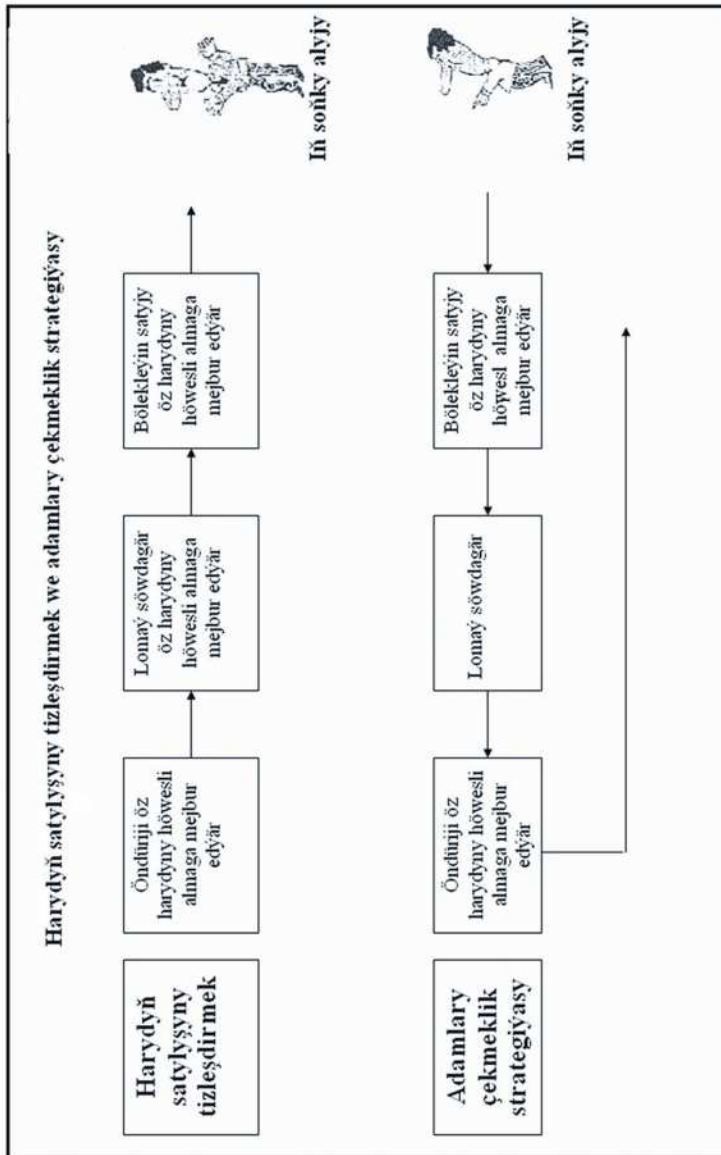 Harydyň satylyşyny tizleşdirmek we adamlary çekmeklik strategiýasy
Harydyň
satylyşyny
tizleşdirmek
Öndüriji öz
harydyny höwesli
almaga mejbur
edýär
Lomaý söwdagär
öz harydyny
höwesli almaga
mejbur edýär
Bölekleýin satyjy
öz harydyny
höwesli almaga
mejbur edýär
Iň soňky alyjy
Adamlary
çekmeklik
strategiýasy
Öndüriji öz
harydyny höwesli
almaga mejbur
edýär
Lomaý söwdagär
Bölekleýin satyjy
öz harydyny
höwesl almaga
mejbur edýär
Iň soňky alyjy